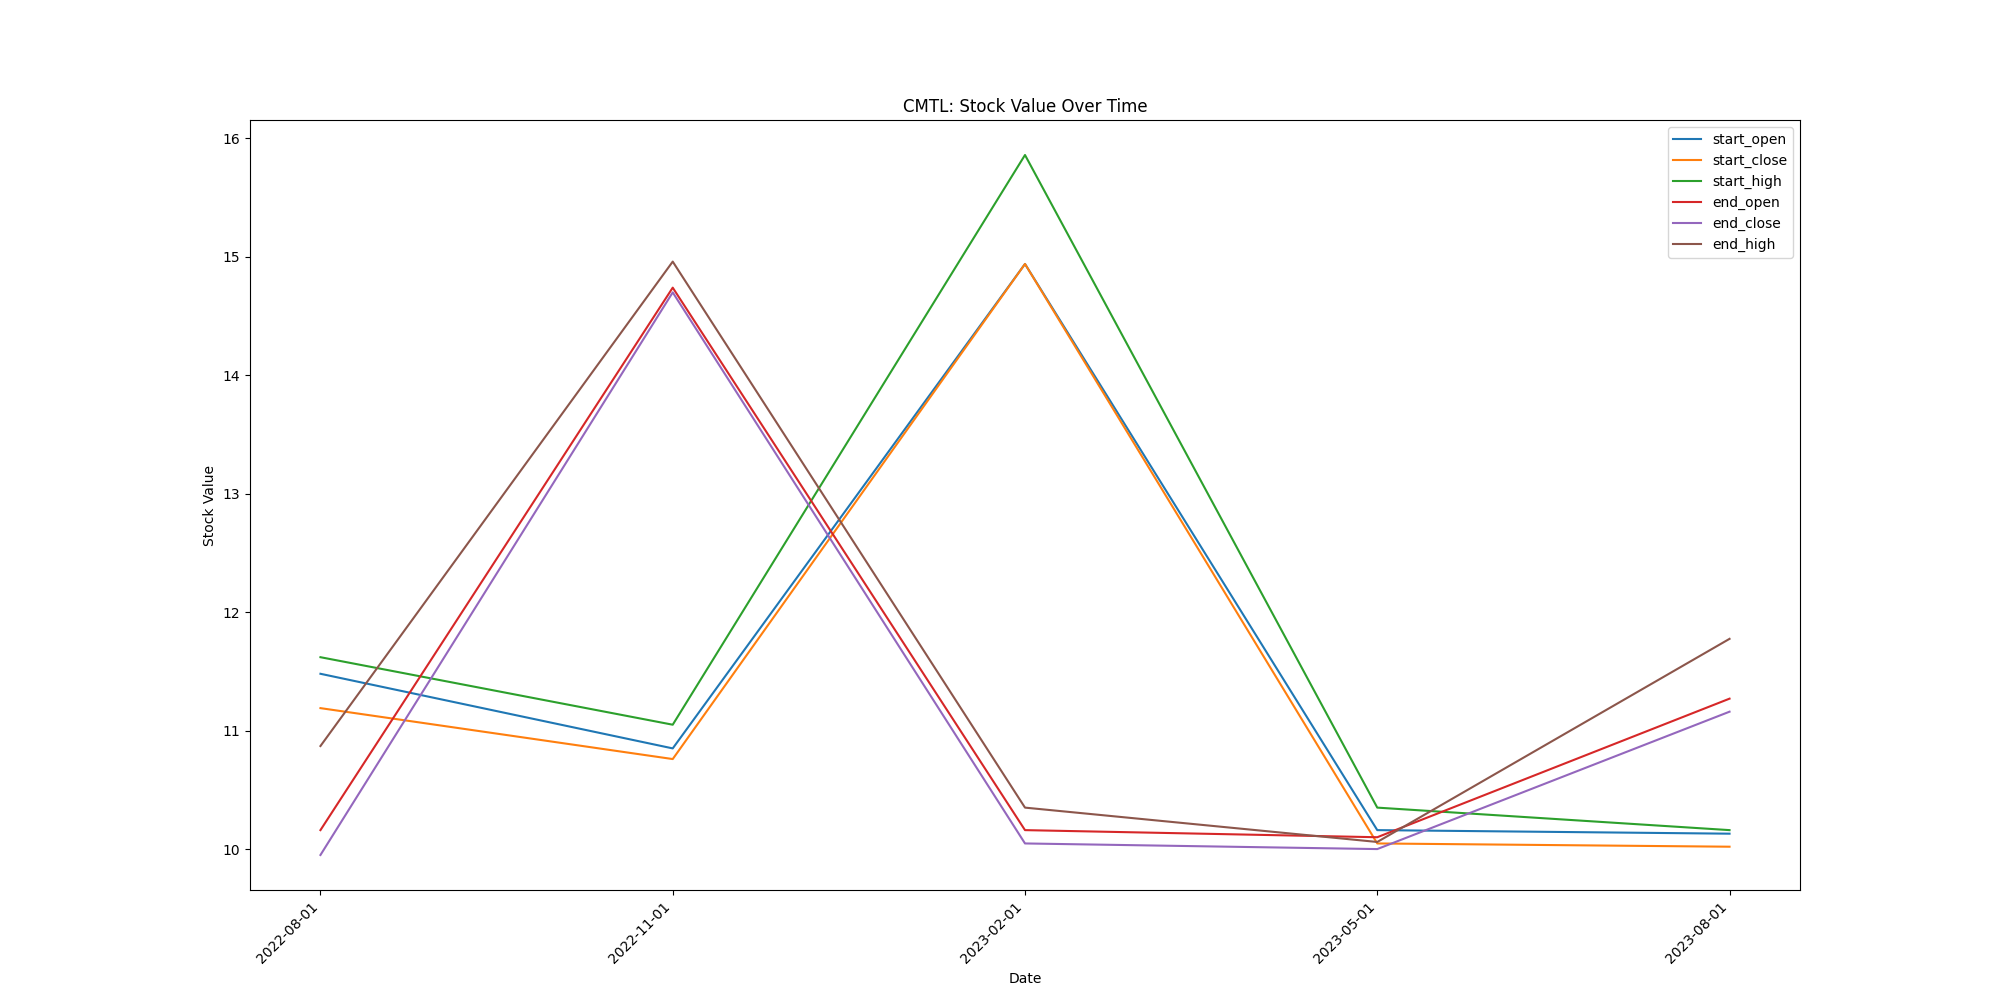 CMTL: Stock Value Over Time
16
15
14
13
12
11
10
Stock Value
start_open
start_close
start_high
end_open
end_close
end_high
2022-08-01
2022-11-01
2023-02-01
2023-05-01
2023-08-01
Date